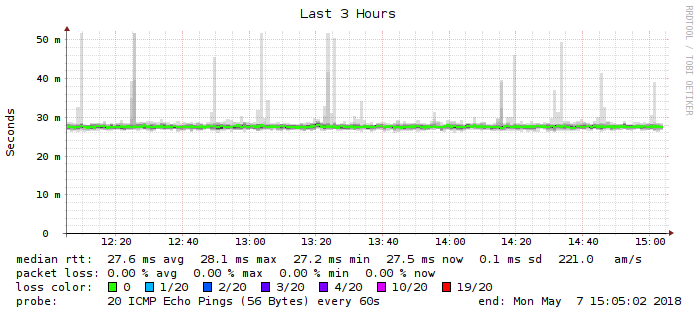 Last 3 Hours
RRDTOOL / TOBI OETIKER
Seconds
50 m
40 m
30 m
20 m
10 m
0
12:20 12:40 13:00 13:20 13:40 14:00 14:20 14:40 15:00
median rtt: 27.6 ms avg 28.1 ms max 27.2 ms min 27.5 ms now 0.1 ms sd 221.0 am/s
packet loss: 0.00 % avg 0.00 % max 0.00 % min 0.00 % now
loss color: 0 1/20 2/20 3/20 4/20 10/20 19/20
probe: 20 ICMP Echo Pings (56 Bytes) every 60s end: Mon May 7 15:05:02 2018